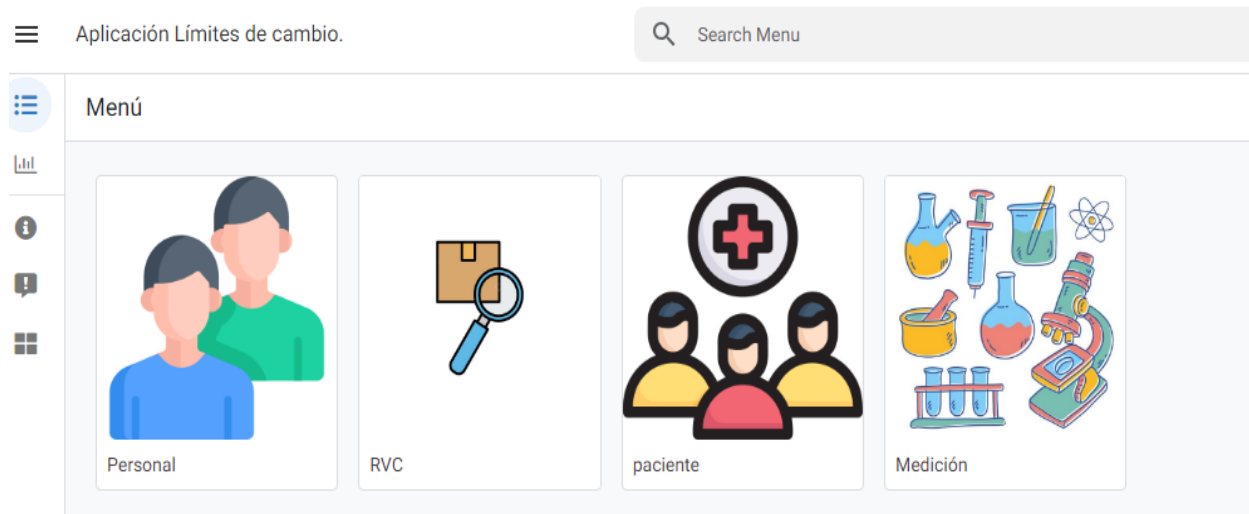 Aplicación Límites de cambio.
Search Menu
Menú
Personal
RVC
paciente
Medición